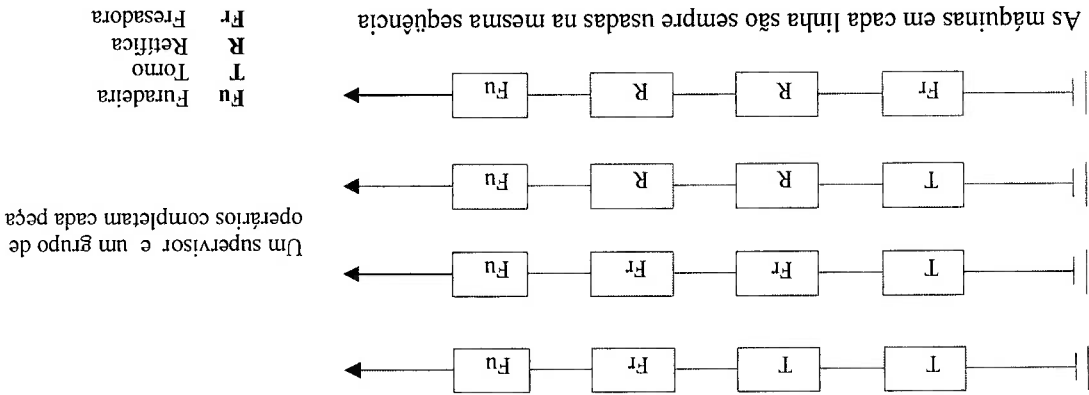 As máquinas em cada linha são sempre usadas na mesma seqüência
Fr R R Fu
T R R Fu
T Fr Fr Fu
T T Fr Fu
Fu Furadeira
T Torno
R Retífica
Fr Fresadora
Um supervisor e um grupo de
operários completam cada peça